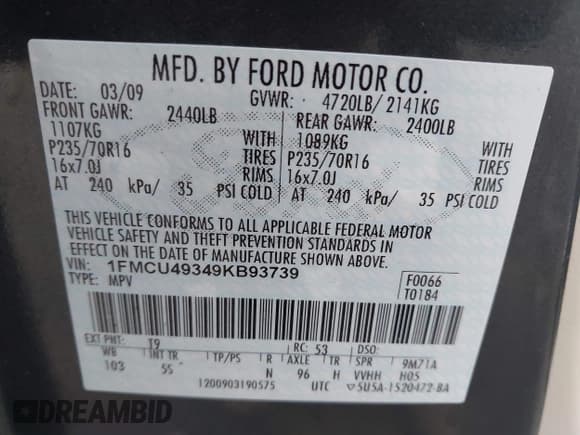 MFD. BY FORD MOTOR CO.
DATE: 03/09 GVWR: 4720LB/ 2141KG
FRONT GAWR: 2440LB REAR GAWR: 2400LB
1107KG WITH 1089KG WITH
P235/70R16 TIRES P235/70R16 TIRES
16x7.0J RIMS 16x7.0J RIMS
AT 240 kPa/ 35 PSI COLD AT 240 kPa/ 35 PSI COLD
THIS VEHICLE CONFORMS TO ALL APPLICABLE FEDERAL MOTOR
VEHICLE SAFETY AND THEFT PREVENTION STANDARDS IN
EFFECT ON THE DATE OF MANUFACTURE SHOWN ABOVE.
VIN: 1FMCU49349KB93739
TYPE: MPV
F0066
T0184
EXT PNT: T9 RC: 53 DSO:
WB INT TR TP/PS R AXLE TR SPR 9M71A
103 55 N 96 H VVHH H05
1200903190575 UTC 5U5A-1520472-BA
DREAMBID